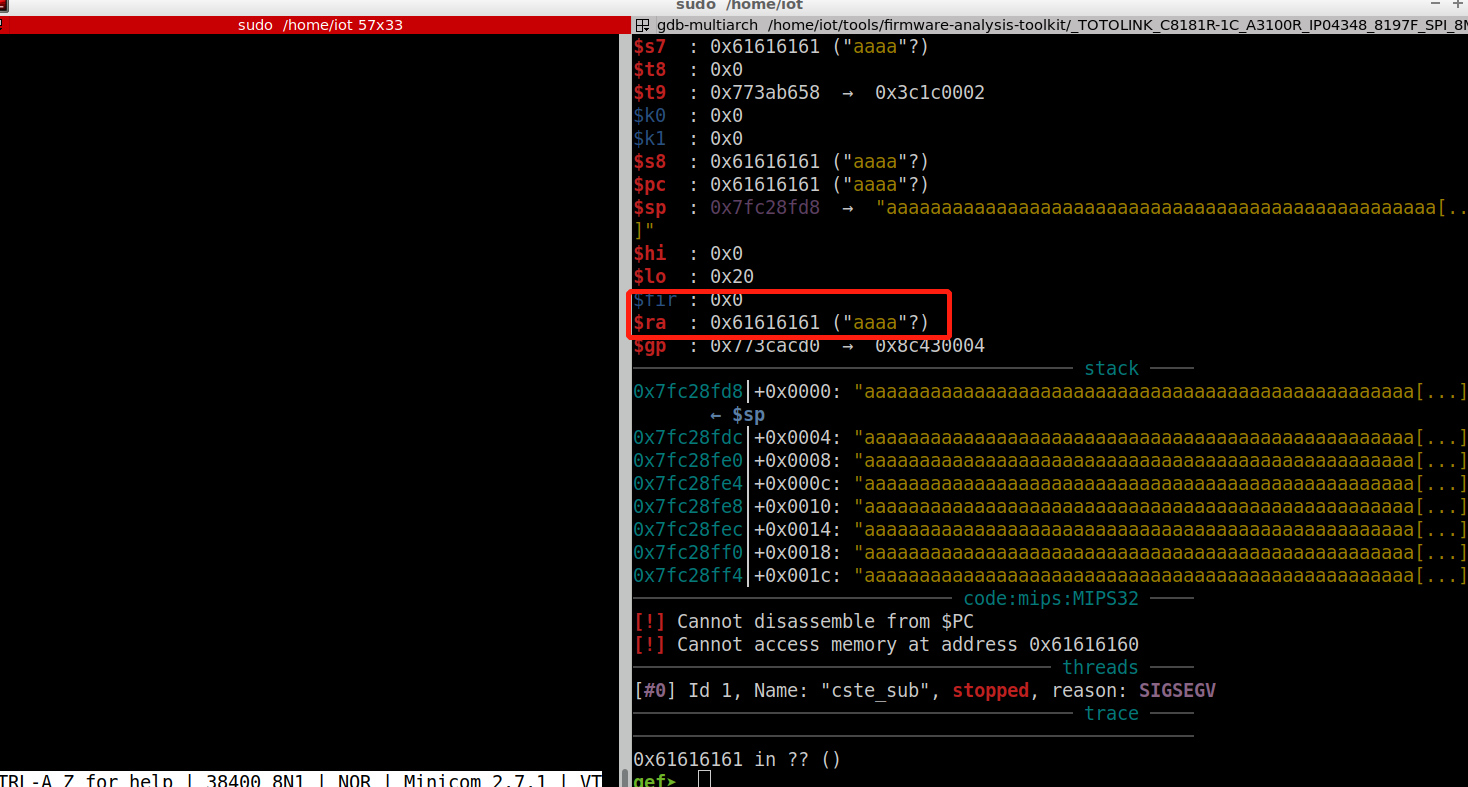 sudo /home/iot
sudo /home/iot 57x33
gdb-multiarch /home/iot/tools/firmware-analysis-toolkit/_TOTOLINK_C8181R-1C_A3100R_IP04348_8197F_SPI_8M
$s7 : 0x61616161 ("aaaa"?)
$t8 : 0x0
$t9 : 0x773ab658 → 0x3c1c0002
$k0 : 0x0
$k1 : 0x0
$s8 : 0x61616161 ("aaaa"?)
$pc : 0x61616161 ("aaaa"?)
$sp : 0x7fc28fd8 → "aaaaaaaaaaaaaaaaaaaaaaaaaaaaaaaaaaaaaaaaaaaaaaaaaa[..
]"
$hi : 0x0
$lo : 0x20
$fir : 0x0
$ra : 0x61616161 ("aaaa"?)
$gp : 0x773cacd0 → 0x8c430004
stack
0x7fc28fd8│+0x0000: "aaaaaaaaaaaaaaaaaaaaaaaaaaaaaaaaaaaaaaaaaaaaaaaaaa[...]
← $sp
0x7fc28fdc│+0x0004: "aaaaaaaaaaaaaaaaaaaaaaaaaaaaaaaaaaaaaaaaaaaaaaaaaa[...]
0x7fc28fe0│+0x0008: "aaaaaaaaaaaaaaaaaaaaaaaaaaaaaaaaaaaaaaaaaaaaaaaaaa[...]
0x7fc28fe4│+0x000c: "aaaaaaaaaaaaaaaaaaaaaaaaaaaaaaaaaaaaaaaaaaaaaaaaaa[...]
0x7fc28fe8│+0x0010: "aaaaaaaaaaaaaaaaaaaaaaaaaaaaaaaaaaaaaaaaaaaaaaaaaa[...]
0x7fc28fec│+0x0014: "aaaaaaaaaaaaaaaaaaaaaaaaaaaaaaaaaaaaaaaaaaaaaaaaaa[...]
0x7fc28ff0│+0x0018: "aaaaaaaaaaaaaaaaaaaaaaaaaaaaaaaaaaaaaaaaaaaaaaaaaa[...]
0x7fc28ff4│+0x001c: "aaaaaaaaaaaaaaaaaaaaaaaaaaaaaaaaaaaaaaaaaaaaaaaaaa[...]
code:mips:MIPS32
[!] Cannot disassemble from $PC
[!] Cannot access memory at address 0x61616160
threads
[#0] Id 1, Name: "cste_sub", stopped, reason: SIGSEGV
trace
0x61616161 in ?? ()
gef➤
TRL-A Z for help | 38400 8N1 | NOR | Minicom 2.7.1 | VT